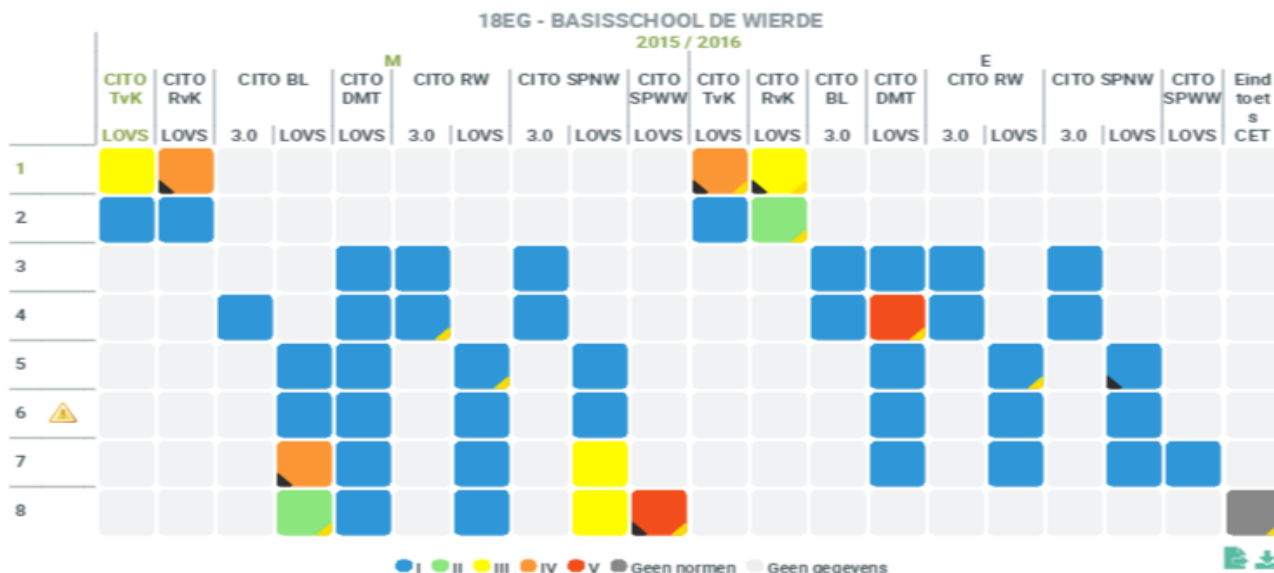 18EG - BASISSCHOOL DE WIERDE
2015 / 2016
M E
CITO TvK CITO RvK CITO BL CITO DMT CITO RW CITO SPNW CITO SPWW CITO TvK CITO RvK CITO BL CITO DMT CITO RW CITO SPNW CITO SPWW Eind toet s
LOVS LOVS 3.0 LOVS LOVS 3.0 LOVS 3.0 LOVS LOVS LOVS LOVS 3.0 LOVS 3.0 LOVS 3.0 LOVS LOVS CET
1
2
3
4
5
6
7
8
I II III IV V Geen normen Geen gegevens